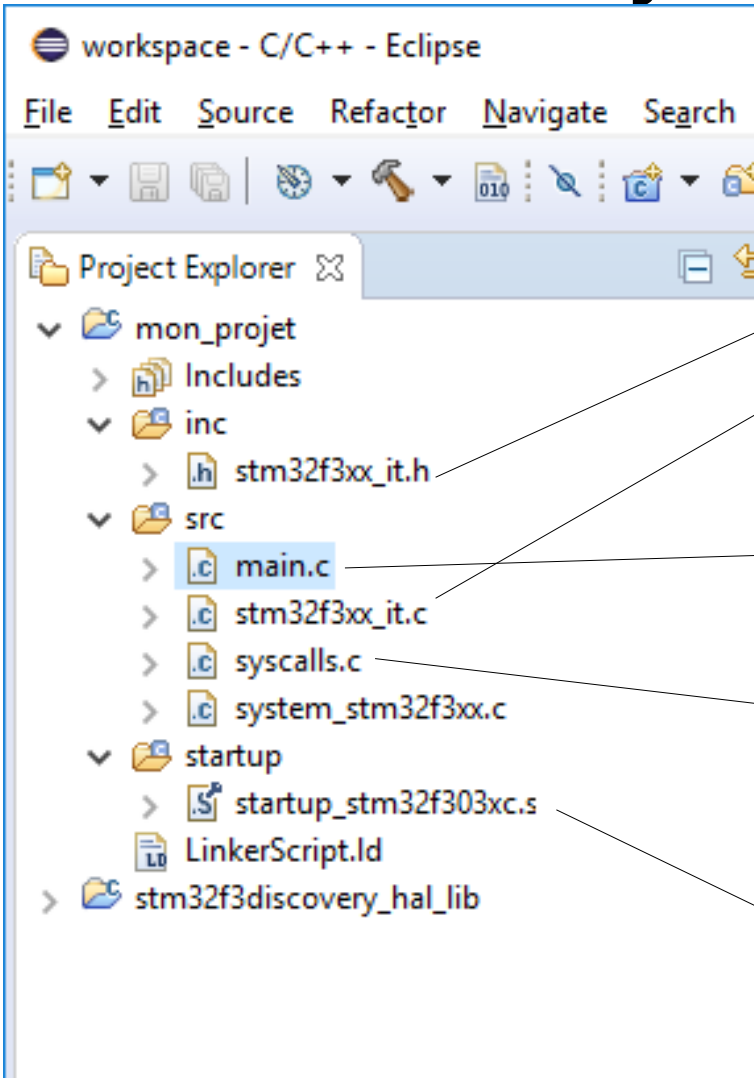 workspace - C/C++ - Eclipse
File Edit Source Refactor Navigate Search
010
Project Explorer
mon_projet
Includes
inc
stm32f3xx_it.h
src
main.c
stm32f3xx_it.c
syscalls.c
system_stm32f3xx.c
startup
startup_stm32f303xc.s
LinkerScript.ld
stm32f3discovery_hal_lib